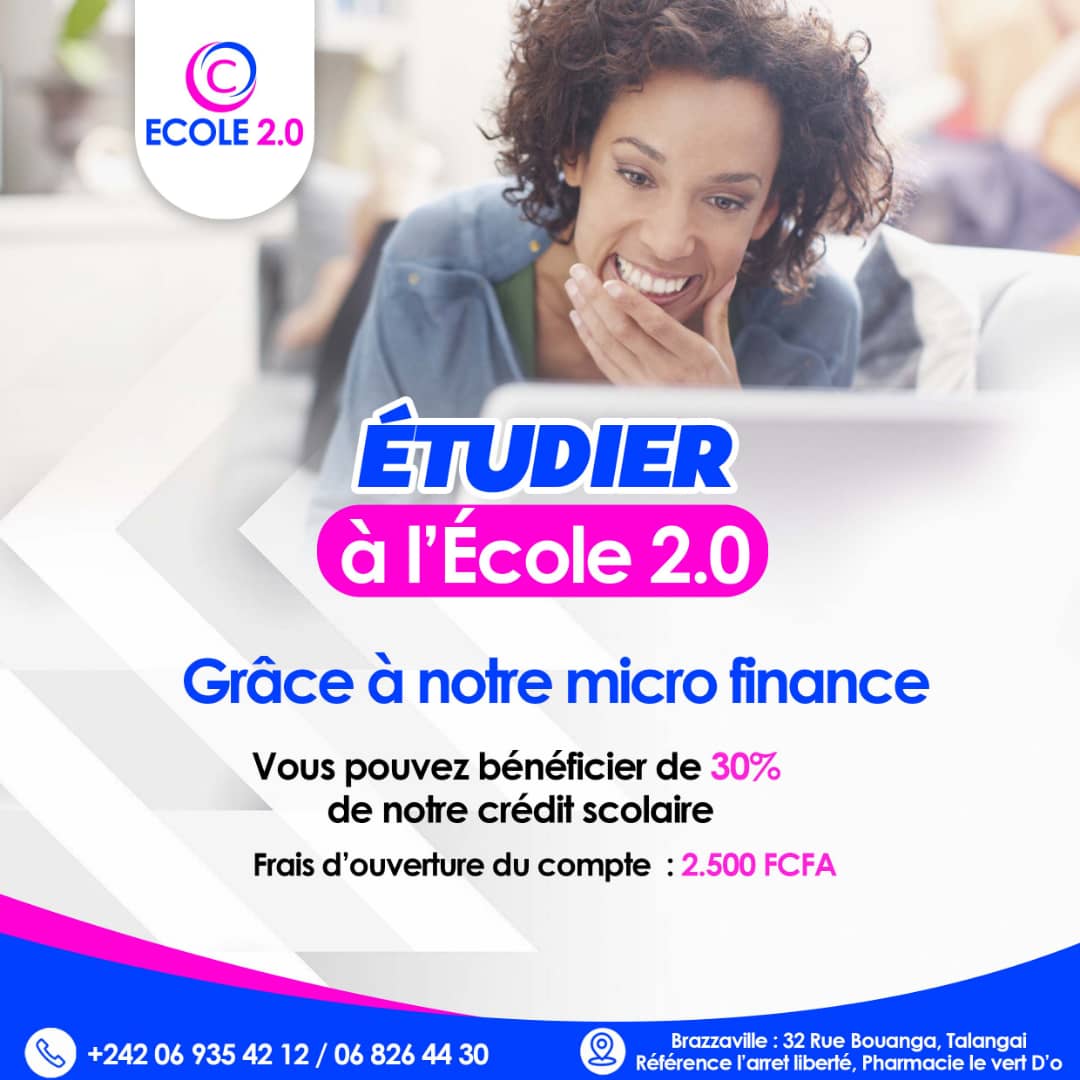 C
ECOLE 2.0
ÉTUDIER
à l'École 2.0
Grâce à notre micro finance
Vous pouvez bénéficier de 30%
de notre crédit scolaire
Frais d'ouverture du compte : 2.500 FCFA
+242 06 935 42 12 / 06 826 44 30
Brazzaville : 32 Rue Bouanga, Talangai
Référence l'arret liberté, Pharmacie le vert D'o